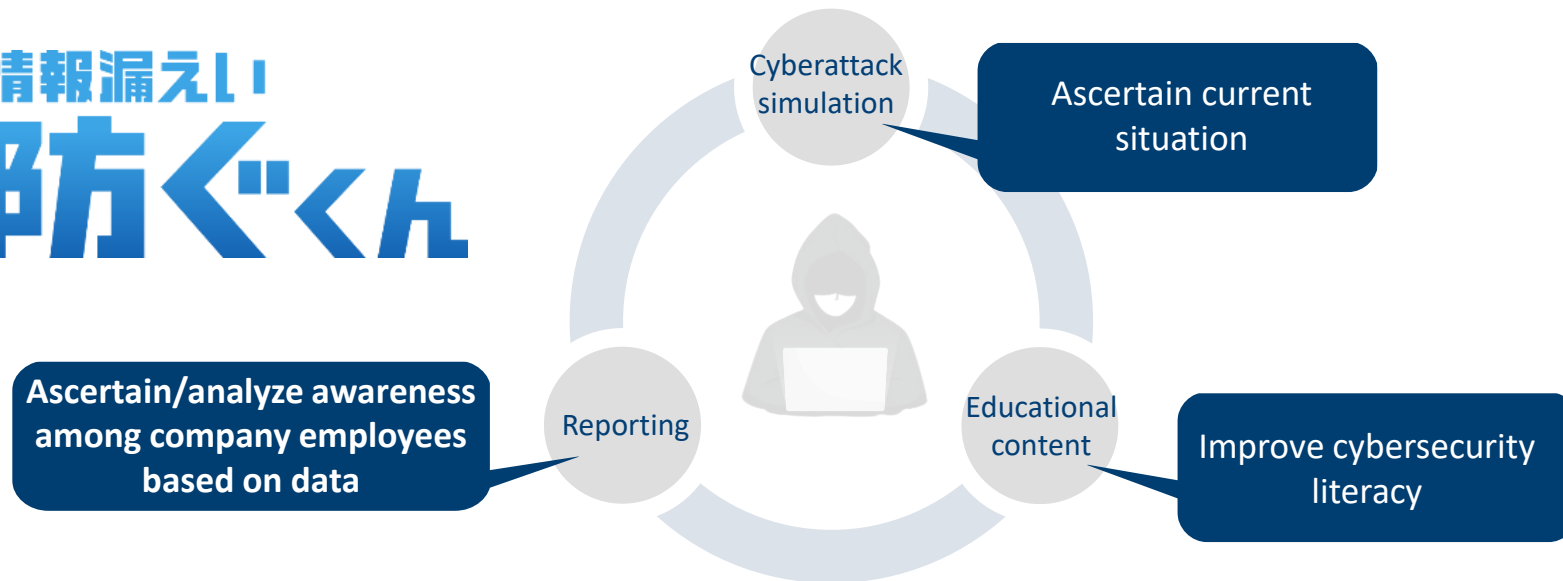 情報漏えい
防ぐくん
Cyberattack
simulation
Ascertain current
situation
Ascertain/analyze awareness
among company employees
based on data
Reporting
Educational
content
Improve cybersecurity
literacy